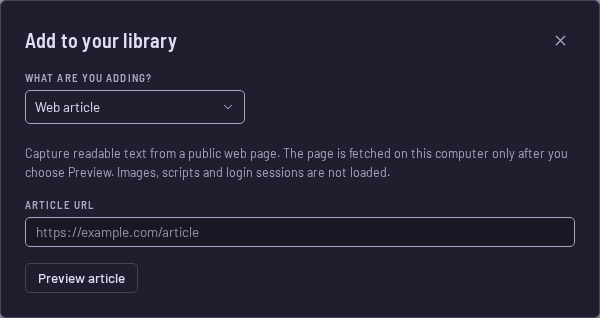 Add to your library
WHAT ARE YOU ADDING?
Web article
Capture readable text from a public web page. The page is fetched on this computer only after you
choose Preview. Images, scripts and login sessions are not loaded.
ARTICLE URL
https://example.com/article
Preview article